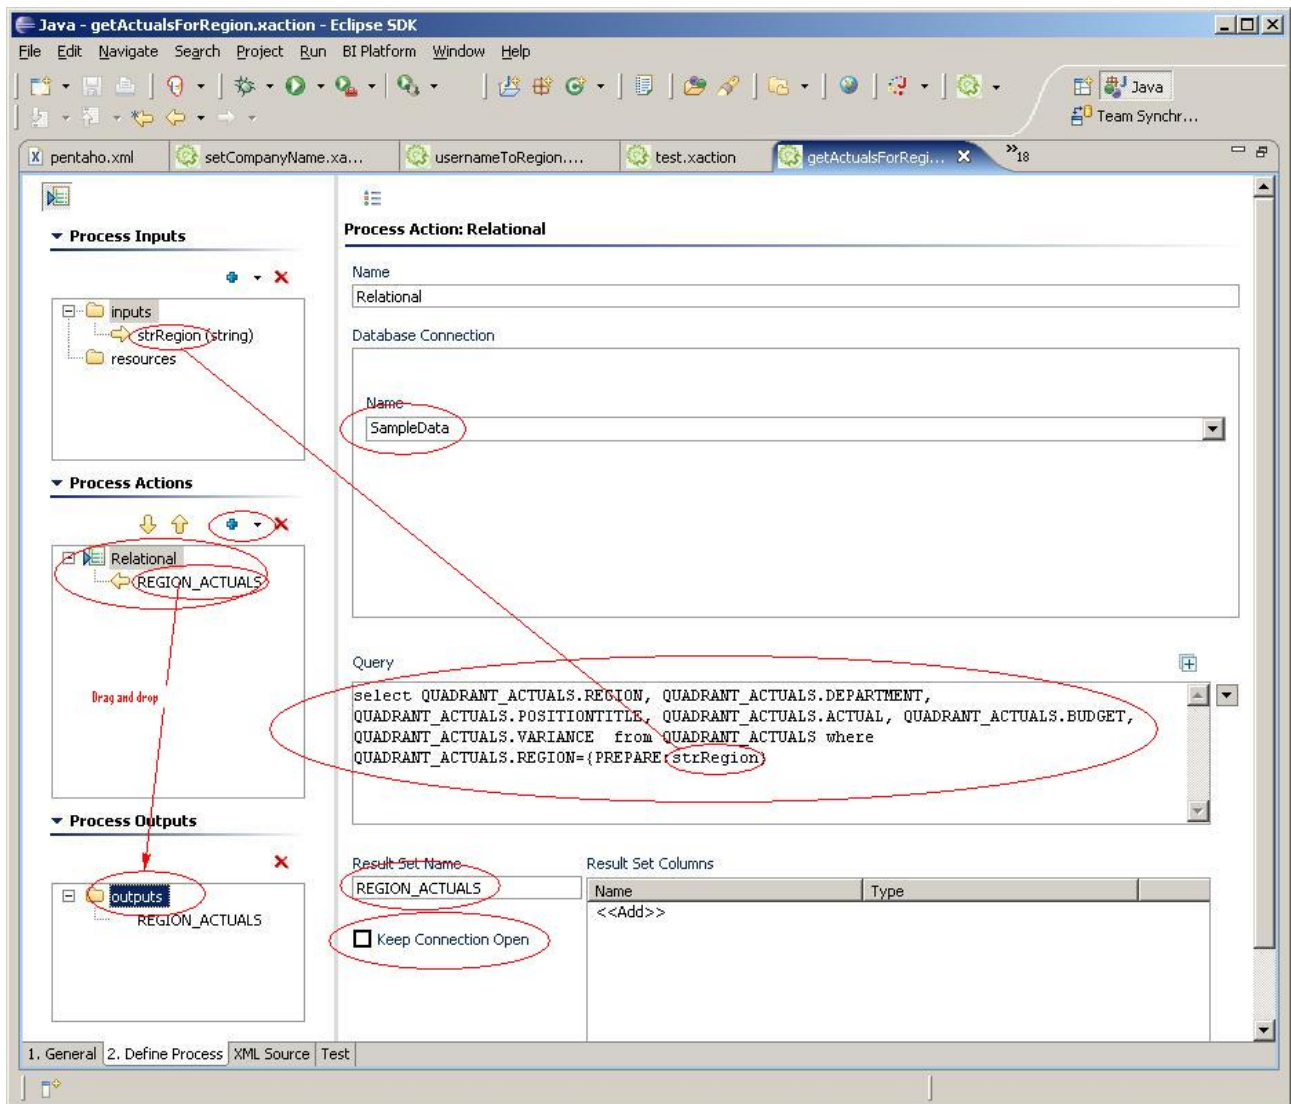 Java - getActualsForRegion.xaction - Eclipse SDK
File Edit Navigate Search Project Run BI Platform Window Help
Java
Team Synchr...
pentaho.xml setCompanyName.xa... usernameToRegion.... test.xaction getActualsForRegi... »18
Process Inputs
inputs
strRegion (string)
resources
Process Actions
Relational
REGION_ACTUALS
Drag and drop
Process Outputs
outputs
REGION_ACTUALS
Process Action: Relational
Name
Relational
Database Connection
Name
SampleData
Query
select QUADRANT_ACTUALS.REGION, QUADRANT_ACTUALS.DEPARTMENT,
QUADRANT_ACTUALS.POSITIONTITLE, QUADRANT_ACTUALS.ACTUAL, QUADRANT_ACTUALS.BUDGET,
QUADRANT_ACTUALS.VARIANCE from QUADRANT_ACTUALS where
QUADRANT_ACTUALS.REGION={PREPARE:strRegion}
Result Set Name
REGION_ACTUALS
Keep Connection Open
Result Set Columns
Name Type
<<Add>>
1. General 2. Define Process XML Source Test